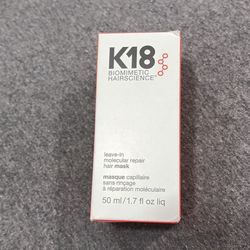 K18
BIOMIMETIC
HAIRSCIENCE
leave-in
molecular repair
hair mask
masque capillaire
sans rinçage
à réparation moléculaire
50 ml/1.7 fl oz liq